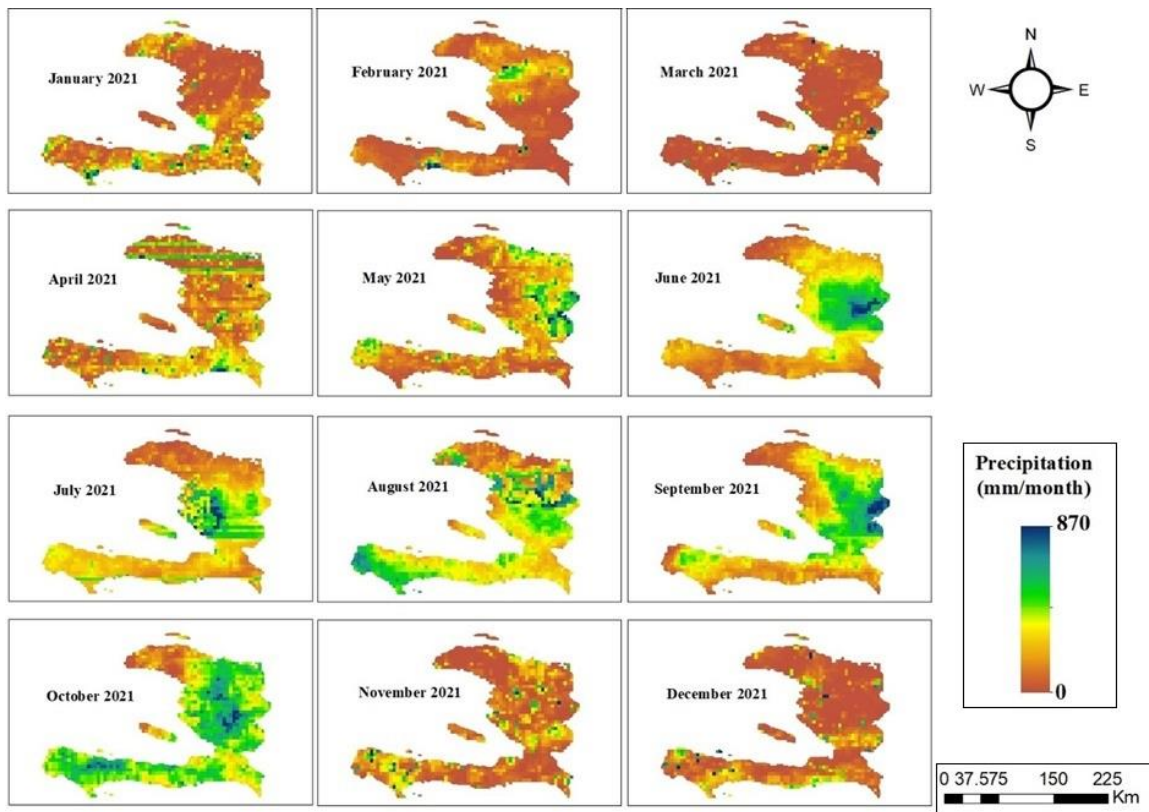 January 2021
February 2021
March 2021
N
W
E
S
April 2021
May 2021
June 2021
July 2021
August 2021
September 2021
Precipitation
(mm/month)
870
0
October 2021
November 2021
December 2021
0 37.575 150 225
Km